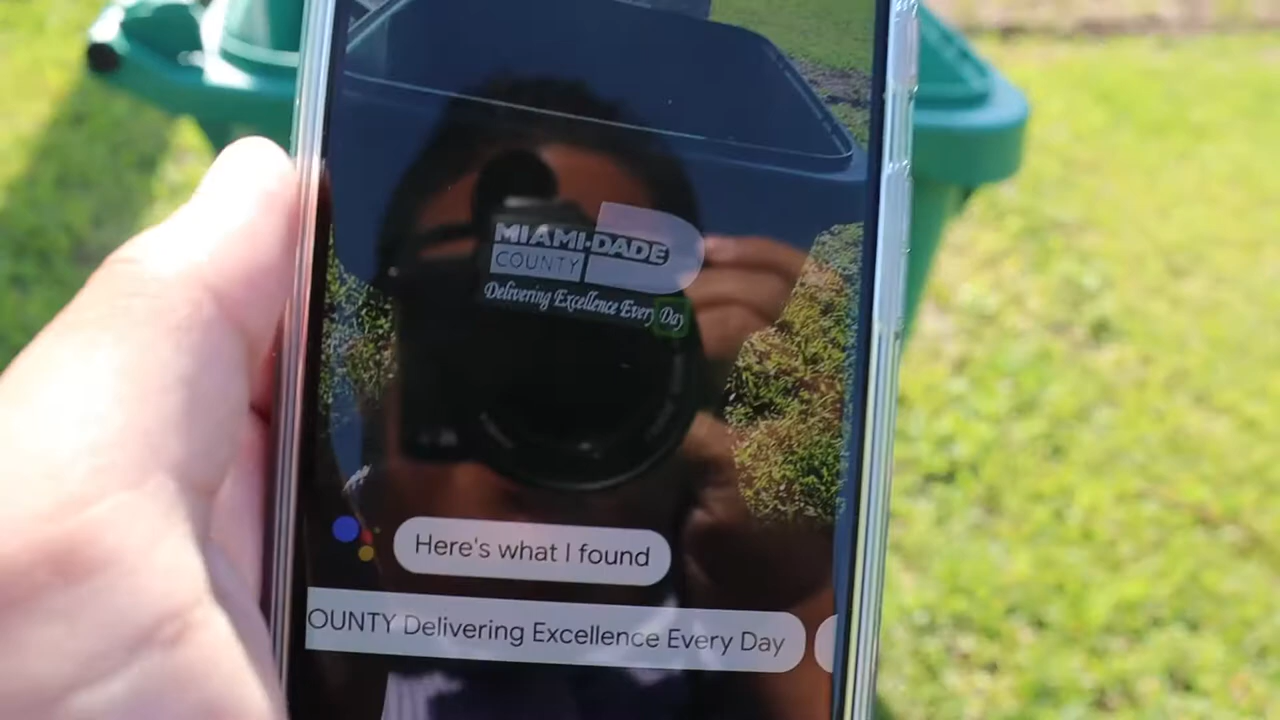 MIAMI-DADE
COUNTY
Delivering Excellence Every Day
Here's what I found
OUNTY Delivering Excellence Every Day